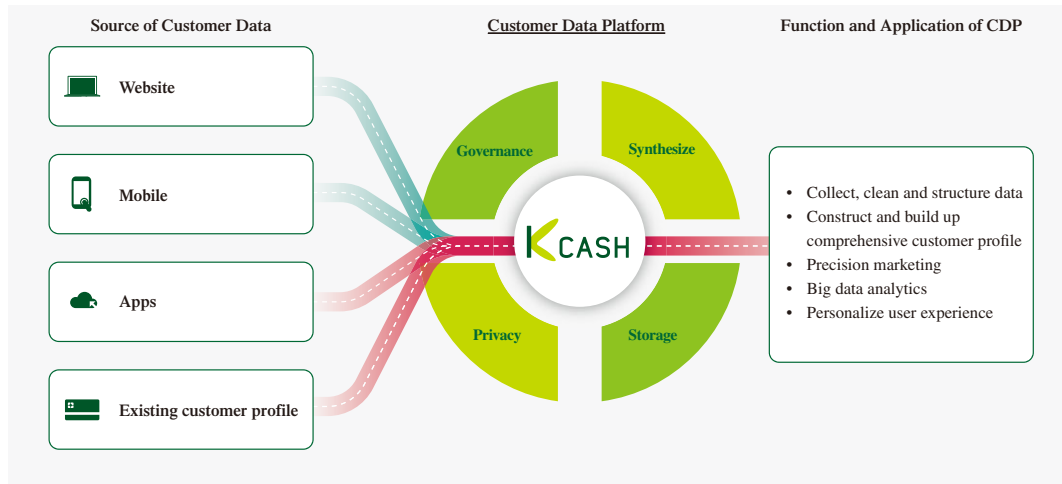 Source of Customer Data
Customer Data Platform
Function and Application of CDP
Website
Mobile
Apps
Existing customer profile
Governance
Synthesize
K CASH
Privacy
Storage
• Collect, clean and structure data
• Construct and build up
comprehensive customer profile
• Precision marketing
• Big data analytics
• Personalize user experience